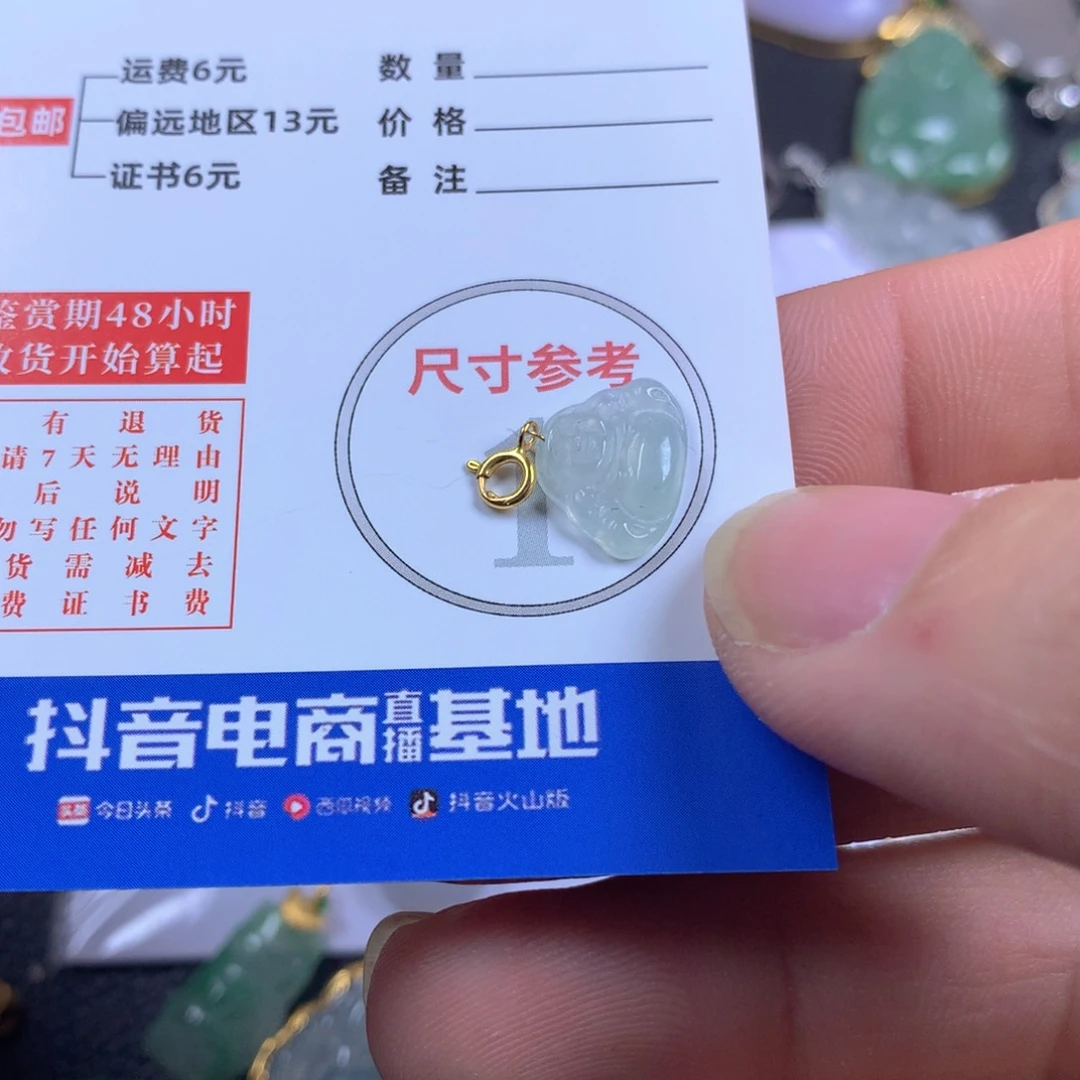 包邮
运费6元
偏远地区13元
证书6元
数 量
价 格
备 注
鉴赏期48小时
收货开始算起
有 退 货
请7天无理由
后 说 明
勿写任何文字
货 需 减 去
费 证 书 费
尺寸参考
1
抖音电商直播基地
头条 今日头条 抖音 西瓜视频 抖音火山版